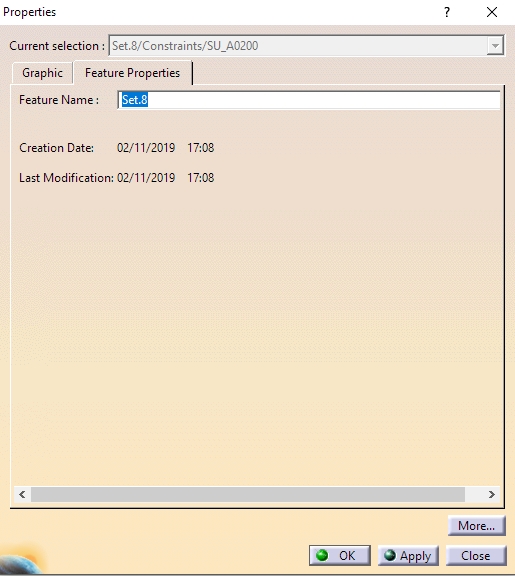 Properties ?
Current selection : Set.8/Constraints/SU_A0200
Graphic Feature Properties
Feature Name : Set.8
Creation Date: 02/11/2019 17:08
Last Modification: 02/11/2019 17:08
More...
OK Apply Close